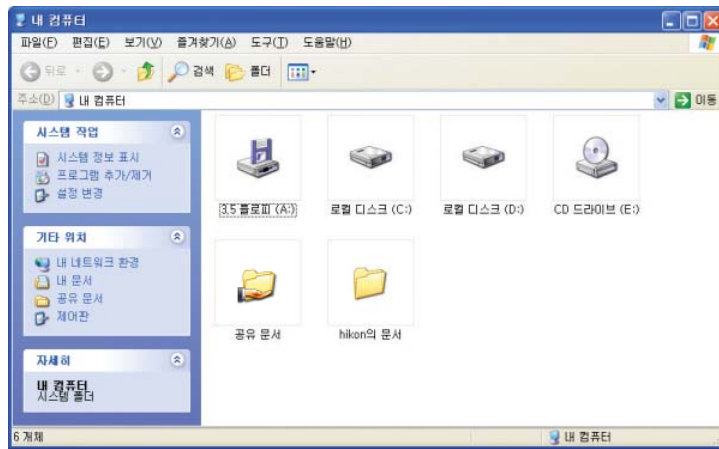 내 컴퓨터
파일(F) 편집(E) 보기(V) 즐겨찾기(A) 도구(T) 도움말(H)
뒤로 검색 폴더
주소(D) 내 컴퓨터 이동
시스템 작업
시스템 정보 표시
프로그램 추가/제거
설정 변경
기타 위치
내 네트워크 환경
내 문서
공유 문서
제어판
자세히
내 컴퓨터
시스템 폴더
3.5 플로피 (A:) 로컬 디스크 (C:) 로컬 디스크 (D:) CD 드라이브 (E:)
공유 문서 hikon의 문서
6 개체 내 컴퓨터